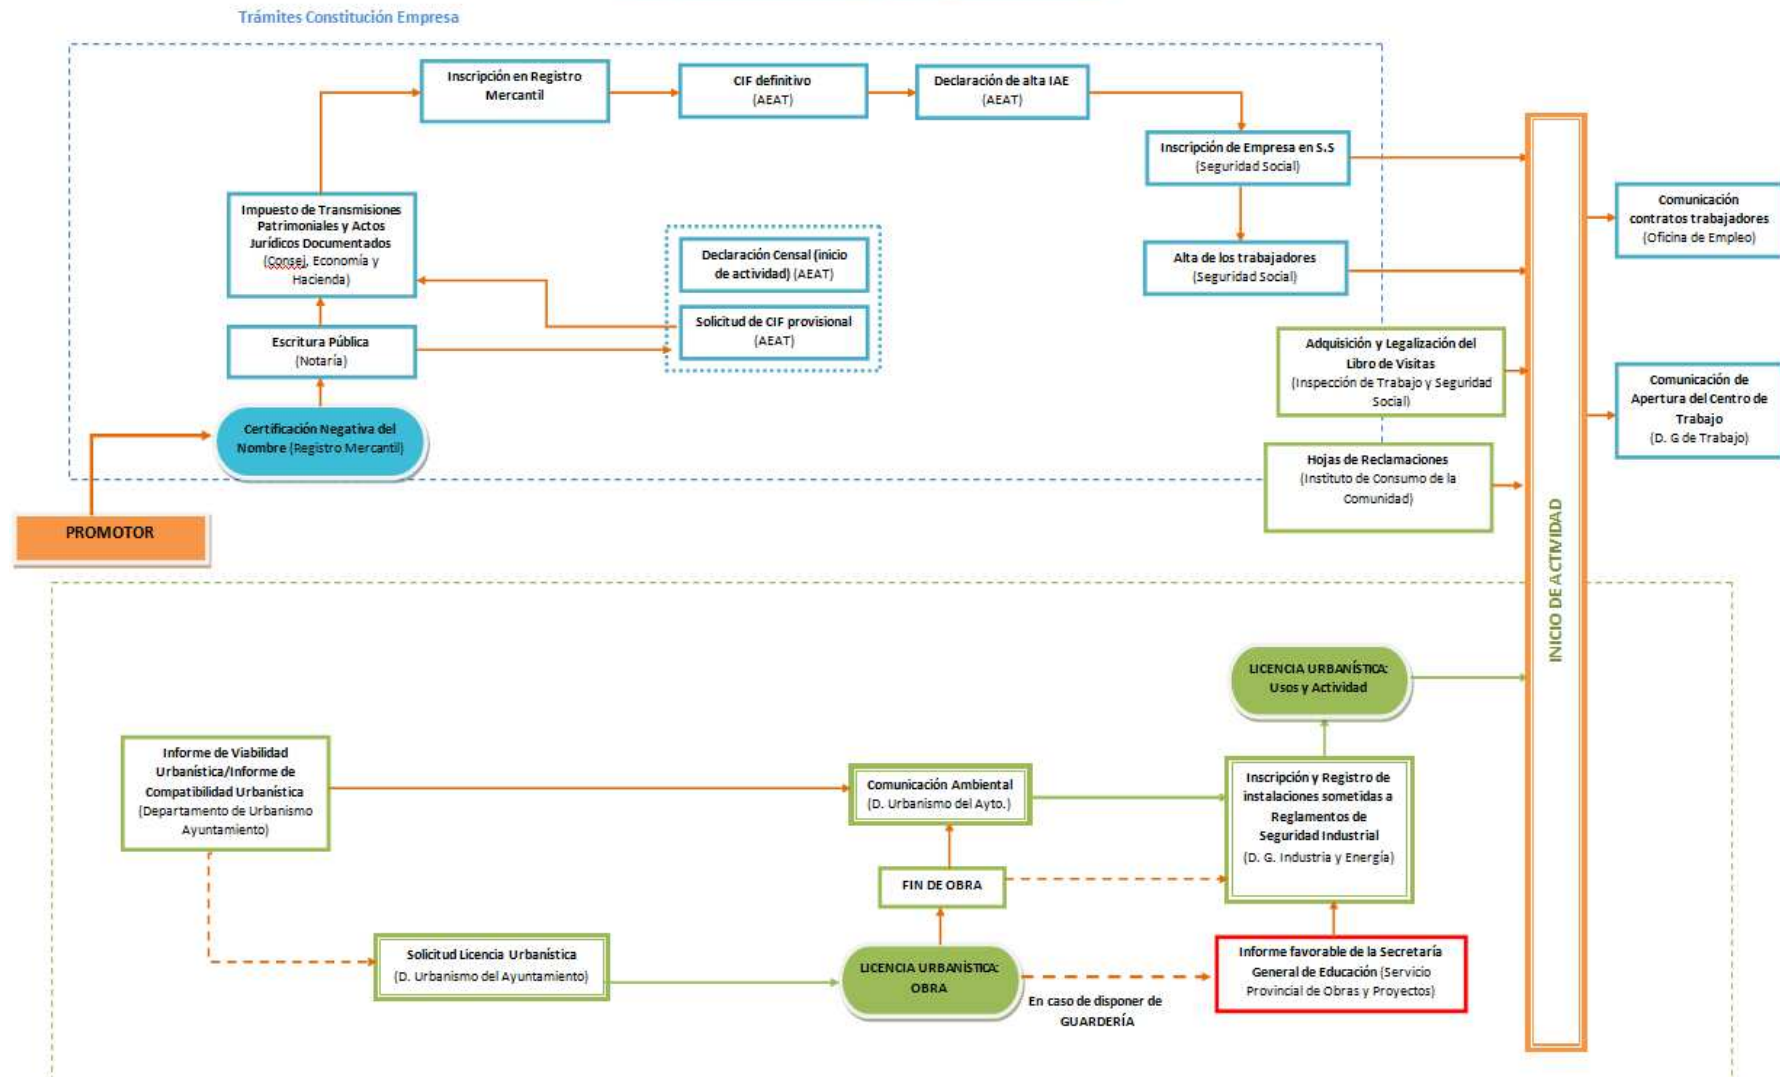 Trámites Constitución Empresa
Inscripción en Registro
Mercantil
CIF definitivo
(AEAT)
Declaración de alta IAE
(AEAT)
Inscripción de Empresa en S.S
(Seguridad Social)
Impuesto de Transmisiones
Patrimoniales y Actos
Jurídicos Documentados
(Consej, Economía y
Hacienda)
Declaración Censal (inicio
de actividad) (AEAT)
Solicitud de CIF provisional
(AEAT)
Alta de los trabajadores
(Seguridad Social)
Comunicación
contratos trabajadores
(Oficina de Empleo)
Escritura Pública
(Notaría)
Adquisición y Legalización del
Libro de Visitas
(Inspección de Trabajo y Seguridad
Social)
Comunicación de
Apertura del Centro de
Trabajo
(D. G de Trabajo)
Certificación Negativa del
Nombre (Registro Mercantil)
Hojas de Reclamaciones
(Instituto de Consumo de la
Comunidad)
PROMOTOR
INICIO DE ACTIVIDAD
LICENCIA URBANÍSTICA:
Usos y Actividad
Informe de Viabilidad
Urbanística/Informe de
Compatibilidad Urbanística
(Departamento de Urbanismo
Ayuntamiento)
Comunicación Ambiental
(D. Urbanismo del Ayto.)
Inscripción y Registro de
instalaciones sometidas a
Reglamentos de
Seguridad Industrial
(D. G. Industria y Energía)
FIN DE OBRA
Solicitud Licencia Urbanística
(D. Urbanismo del Ayuntamiento)
LICENCIA URBANÍSTICA:
OBRA
En caso de disponer de
GUARDERÍA
Informe favorable de la Secretaría
General de Educación (Servicio
Provincial de Obras y Proyectos)